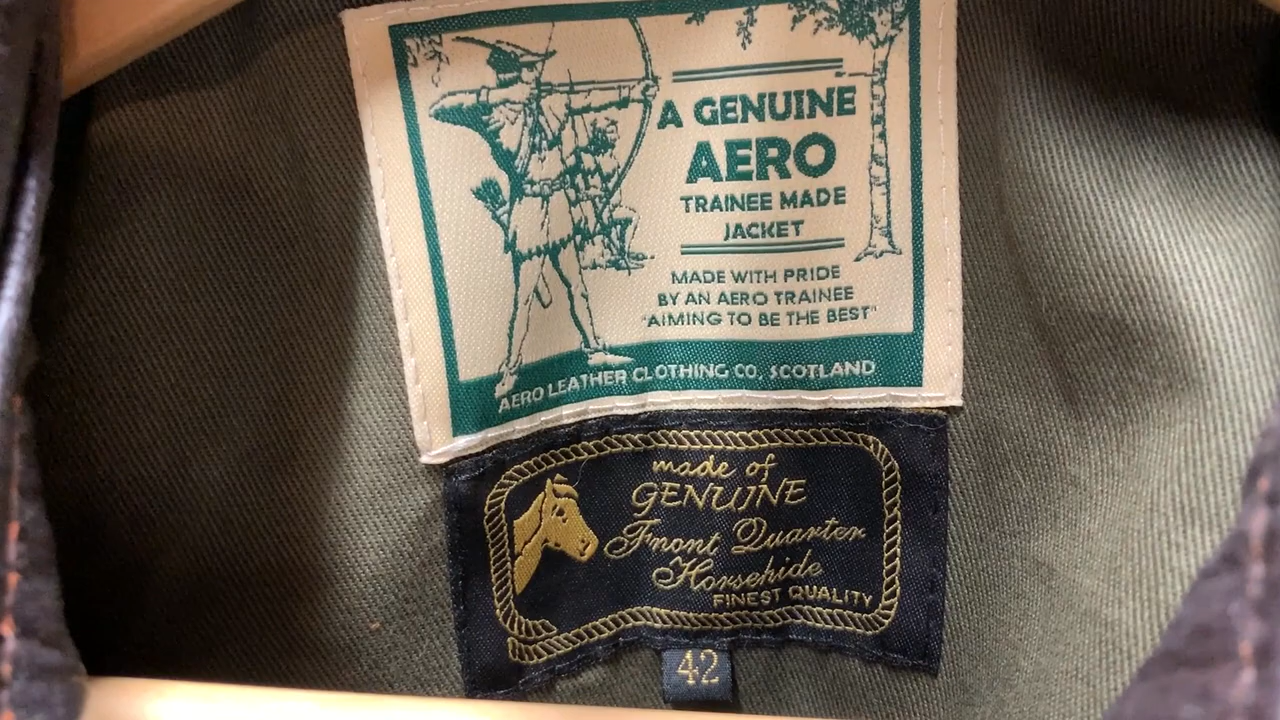 A GENUINE
AERO
TRAINEE MADE
JACKET
MADE WITH PRIDE
BY AN AERO TRAINEE
"AIMING TO BE THE BEST"
AERO LEATHER CLOTHING CO. SCOTLAND
made of
GENUINE
Front Quarter
Horsehide
FINEST QUALITY
42